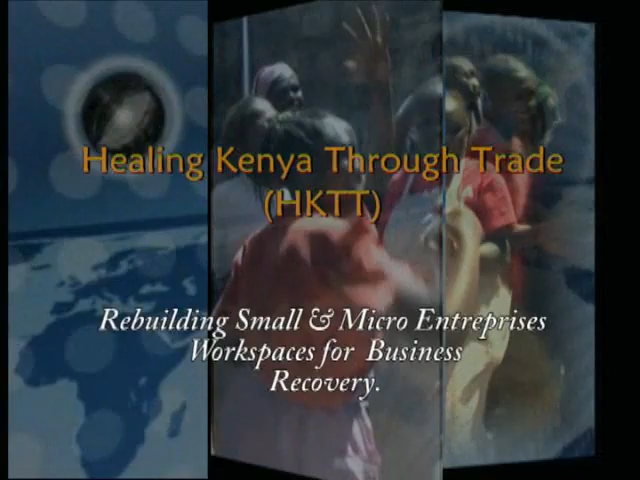 Healing Kenya Through Trade
(HKTT)
Rebuilding Small & Micro Entreprises
Workspaces for Business
Recovery.